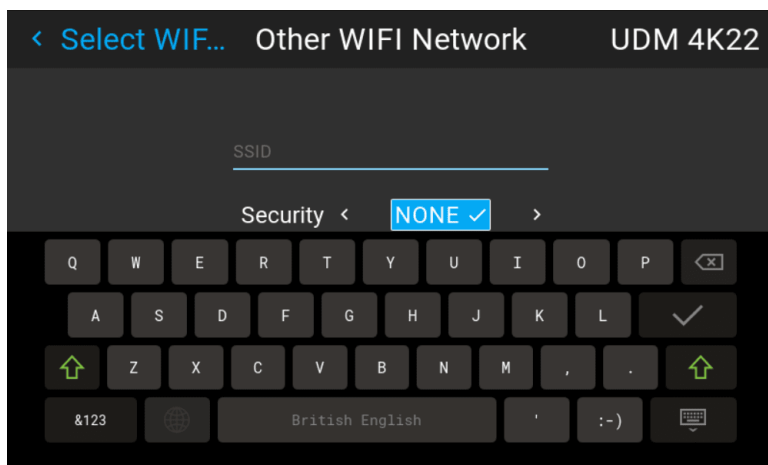 < Select WIF... Other WIFI Network UDM 4K22
SSID
Security < NONE ✓ >
Q W E R T Y U I O P
A S D F G H J K L
Z X C V B N M , .
&123 British English ' :-)